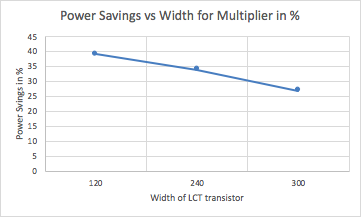 Power Savings vs Width for Multiplier in %
45
40
35
30
25
20
15
10
5
0
Power Svings in %
120 240 300
Width of LCT transistor